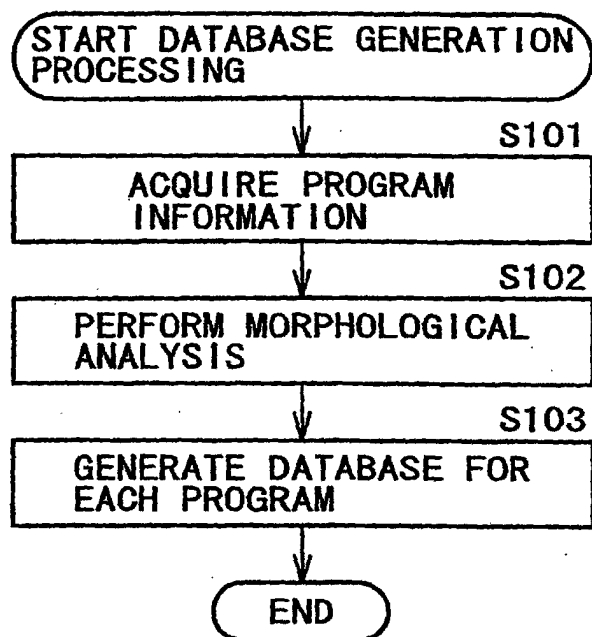 START DATABASE GENERATION
PROCESSING
S101
ACQUIRE PROGRAM
INFORMATION
S102
PERFORM MORPHOLOGICAL
ANALYSIS
S103
GENERATE DATABASE FOR
EACH PROGRAM
END